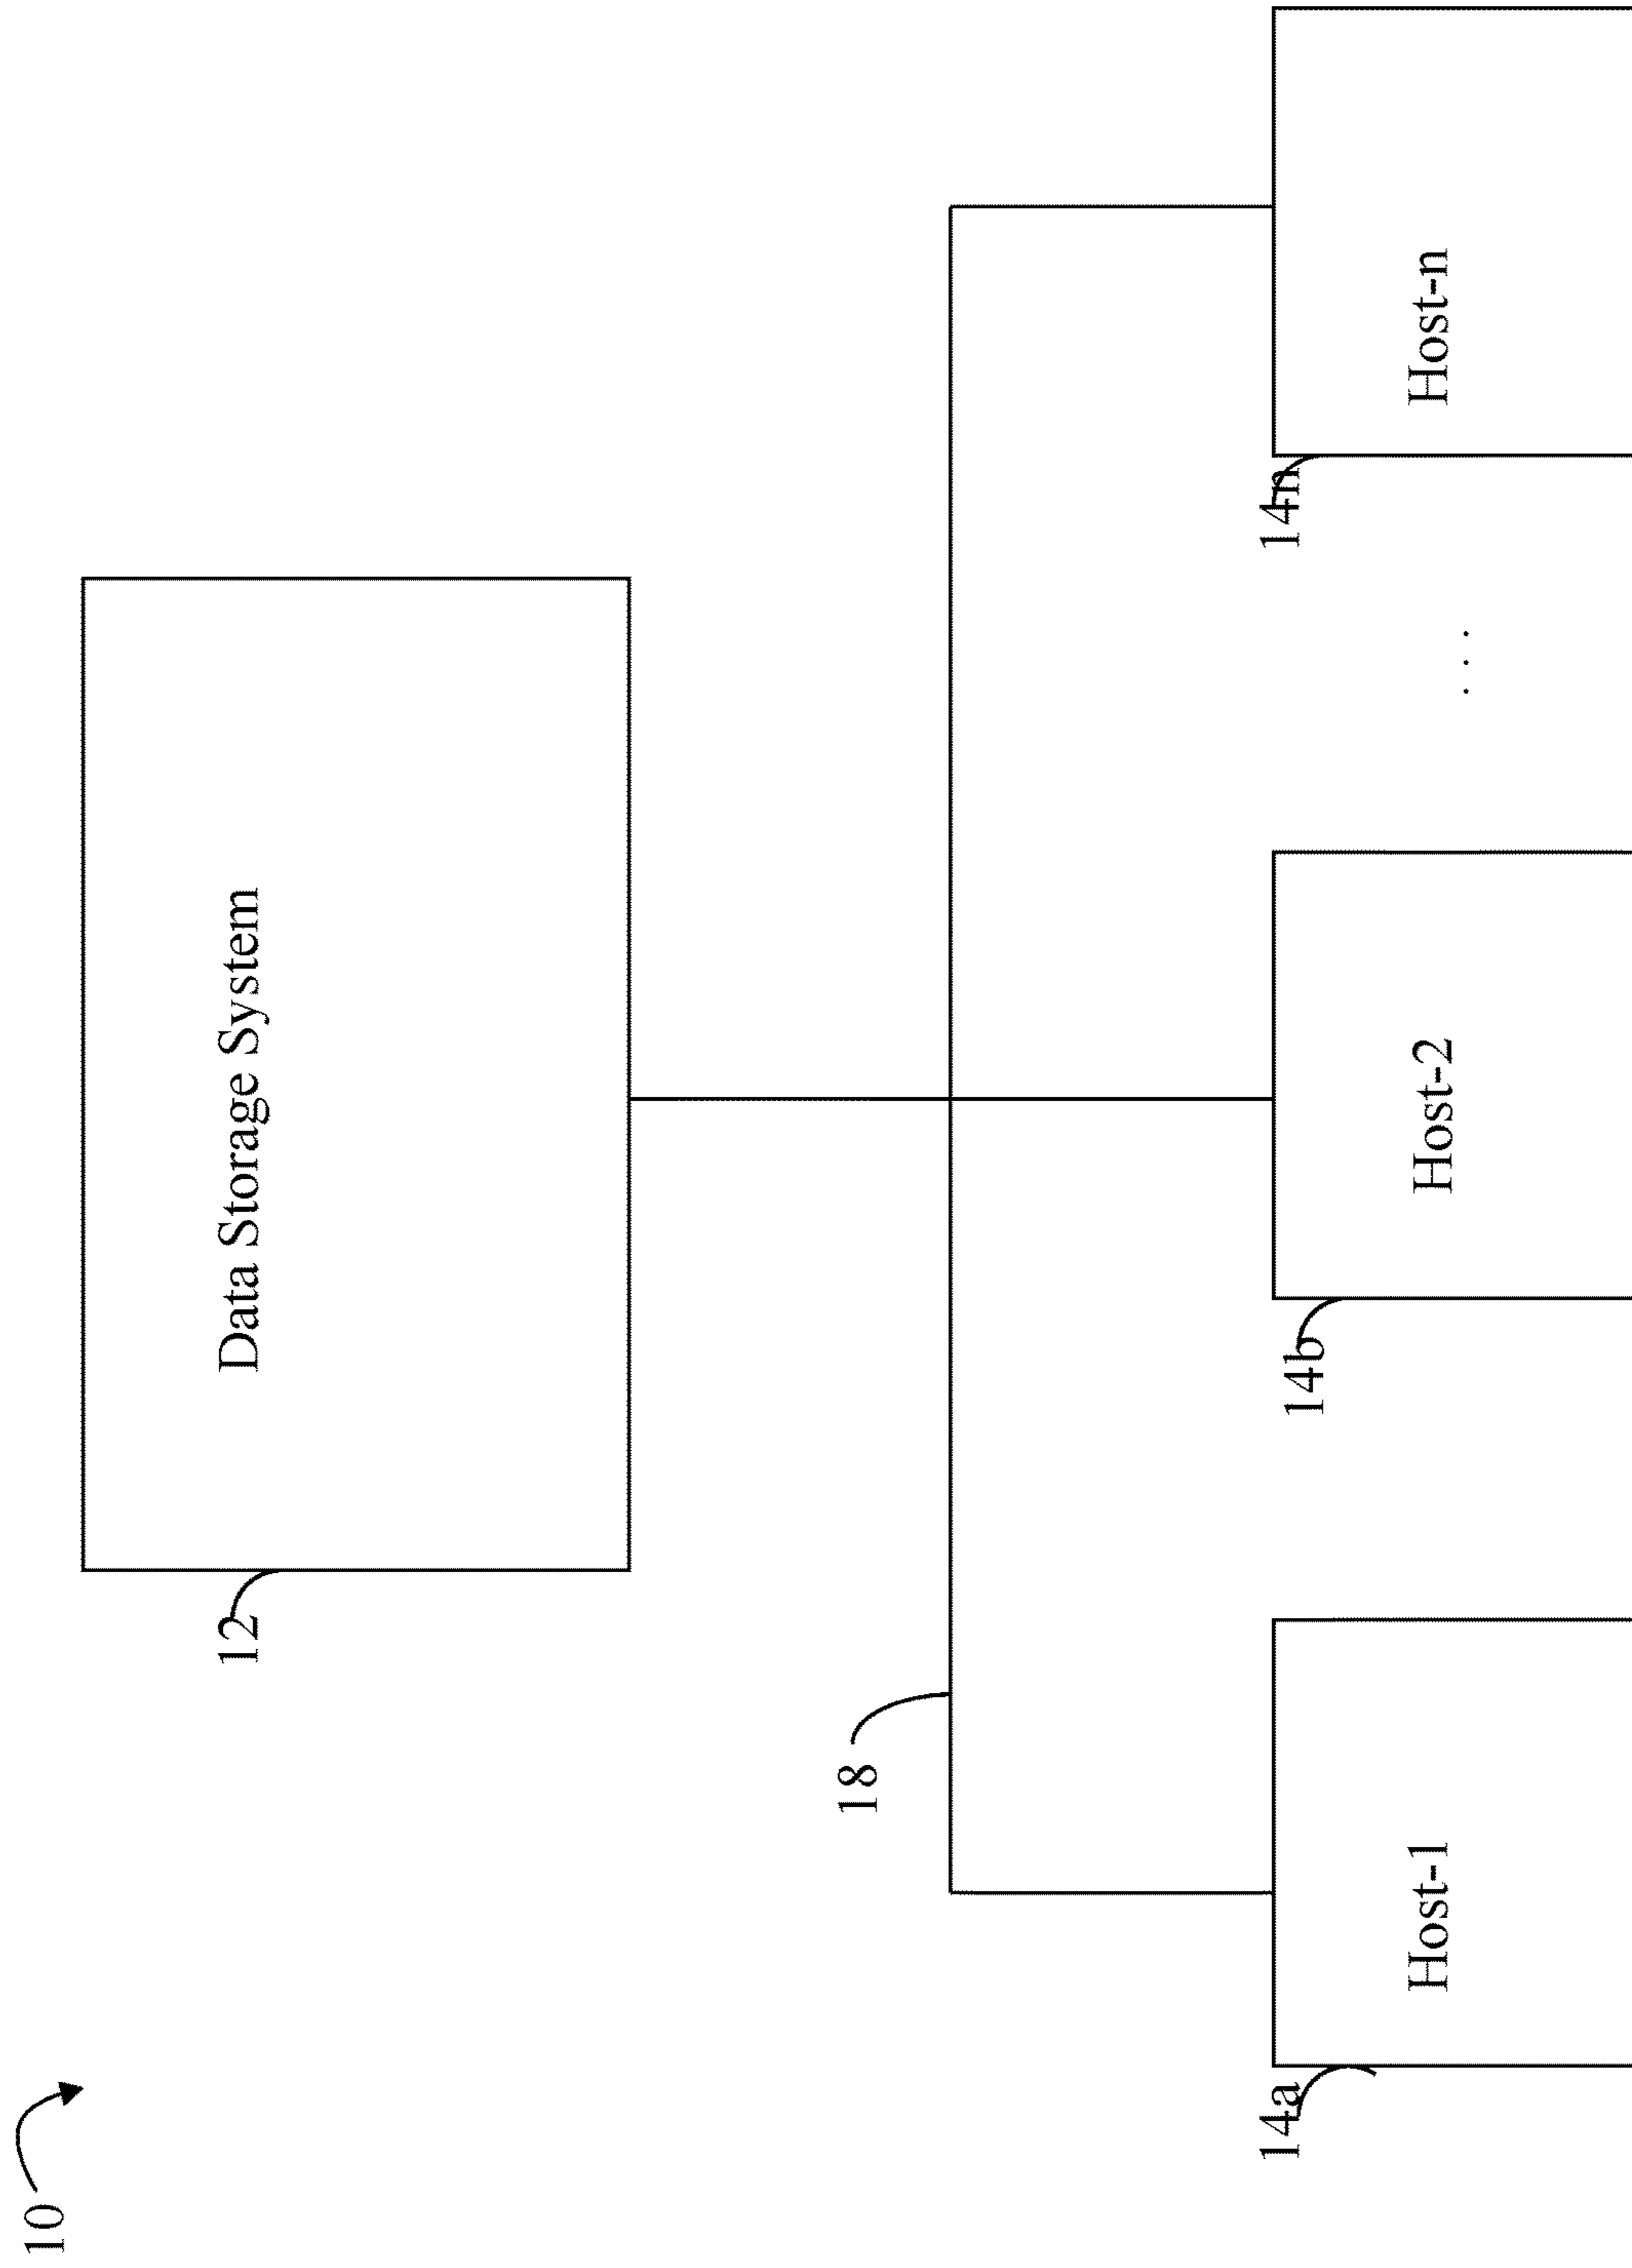 10
12
Data Storage System
18
14a
Host-1
14b
Host-2
. . .
14n
Host-n